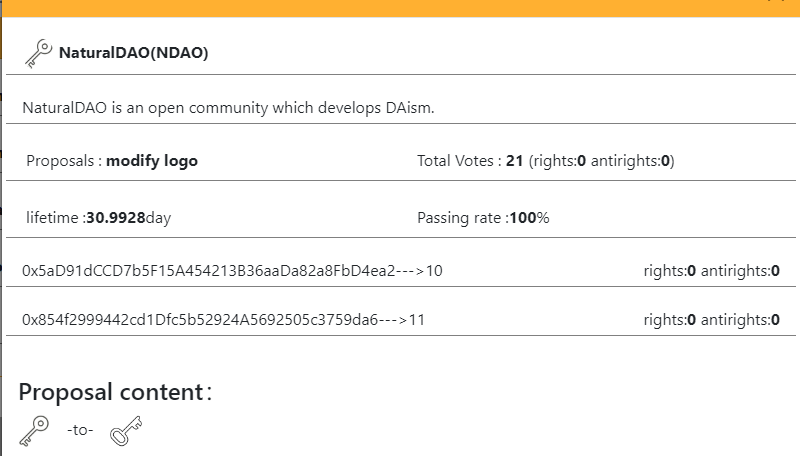 NaturalDAO(NDAO)
NaturalDAO is an open community which develops DAism.
Proposals : modify logo Total Votes : 21 (rights:0 antirights:0)
lifetime :30.9928day Passing rate :100%
0x5aD91dCCD7b5F15A454213B36aaDa82a8FbD4ea2--->10 rights:0 antirights:0
0x854f2999442cd1Dfc5b52924A5692505c3759da6--->11 rights:0 antirights:0
Proposal content：
-to-